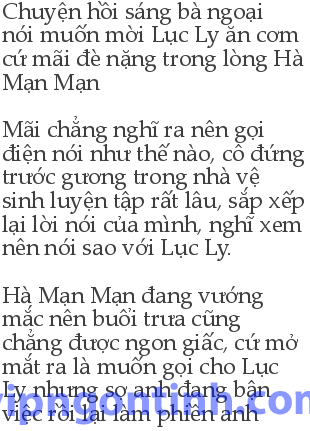 Chuyện hồi sáng bà ngoại
nói muốn mời Lục Ly ăn cơm
cứ mãi đè nặng trong lòng Hà
Mạn Mạn
Mãi chẳng nghĩ ra nên gọi
điện nói như thế nào, cô đứng
trước gương trong nhà vệ
sinh luyện tập rất lâu, sắp xếp
lại lời nói của mình, nghĩ xem
nên nói sao với Lục Ly.
Hà Mạn Mạn đang vướng
mắc nên buổi trưa cũng
chẳng được ngon giấc, cứ mở
mắt ra là muốn gọi cho Lục
Ly nhưng sợ anh đang bận
việc rồi lại làm phiền anh
vipngontinh.com